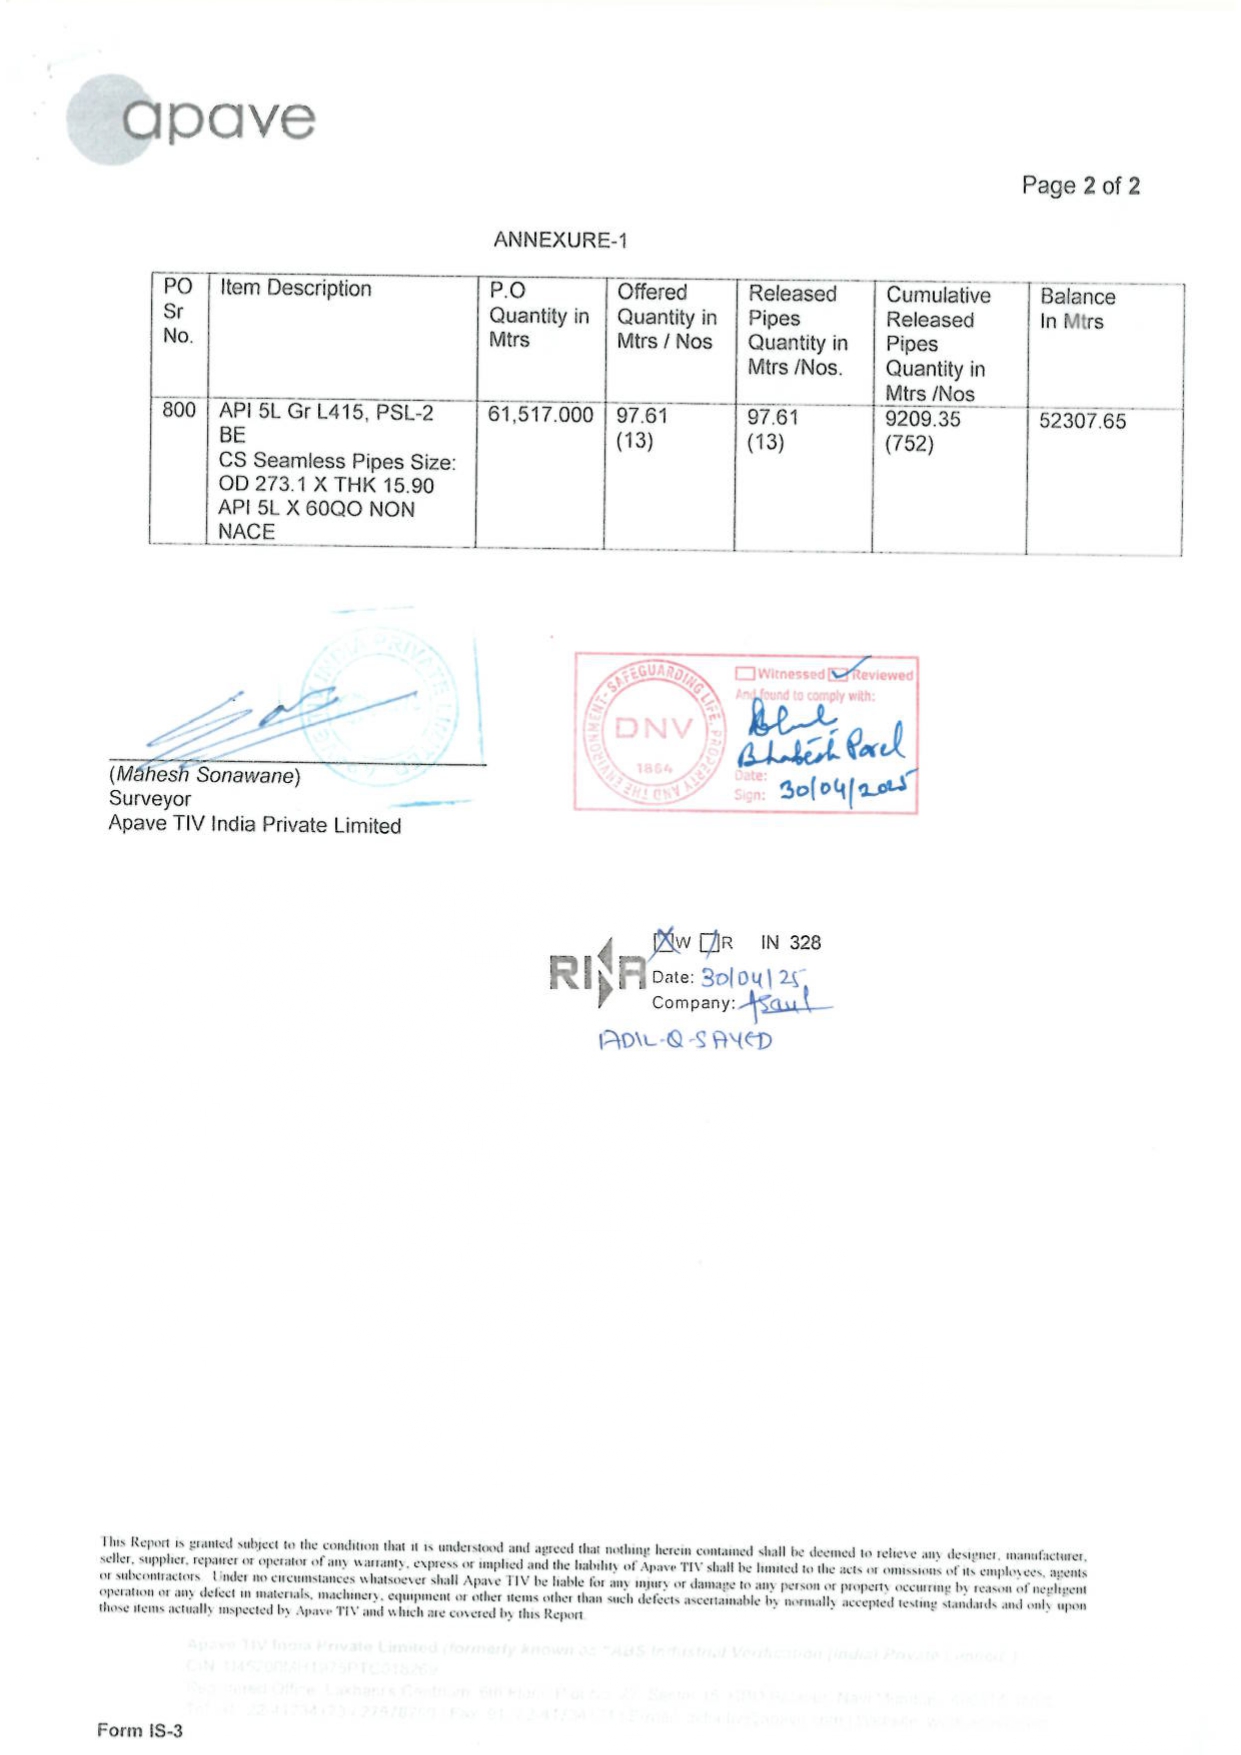 apave
Page 2 of 2
ANNEXURE-1
PO Sr No.
Item Description
P.O Quantity in Mtrs
Offered Quantity in Mtrs / Nos
Released Pipes Quantity in Mtrs /Nos.
Cumulative Released Pipes Quantity in Mtrs /Nos
Balance In Mtrs
800
API 5L Gr L415, PSL-2
BE
CS Seamless Pipes Size:
OD 273.1 X THK 15.90
API 5L X 60QO NON
NACE
61,517.000
97.61
(13)
97.61
(13)
9209.35
(752)
52307.65
INDIA PRIVATE LIMITED
(Mahesh Sonawane)
Surveyor
Apave TIV India Private Limited
SAFEGUARDING LIFE, PROPERTY AND THE ENVIRONMENT
DNV
1864
Witnessed Reviewed
And found to comply with:
Date:
Sign: 30/04/2025
RINA
W R IN 328
Date: 30/04/25
Company:
ADIL-Q-SAYED
This Report is granted subject to the condition that it is understood and agreed that nothing herein contained shall be deemed to relieve any designer, manufacturer,
seller, supplier, repairer or operator of any warranty, express or implied and the liability of Apave TIV shall be limited to the acts or omissions of its employees, agents
or subcontractors Under no circumstances whatsoever shall Apave TIV be liable for any injury or damage to any person or property occurring by reason of negligent
operation or any defect in materials, machinery, equipment or other items other than such defects ascertainable by normally accepted testing standards and only upon
those items actually inspected by Apave TIV and which are covered by this Report
Apave TIV India Private Limited (formerly known as
Form IS-3